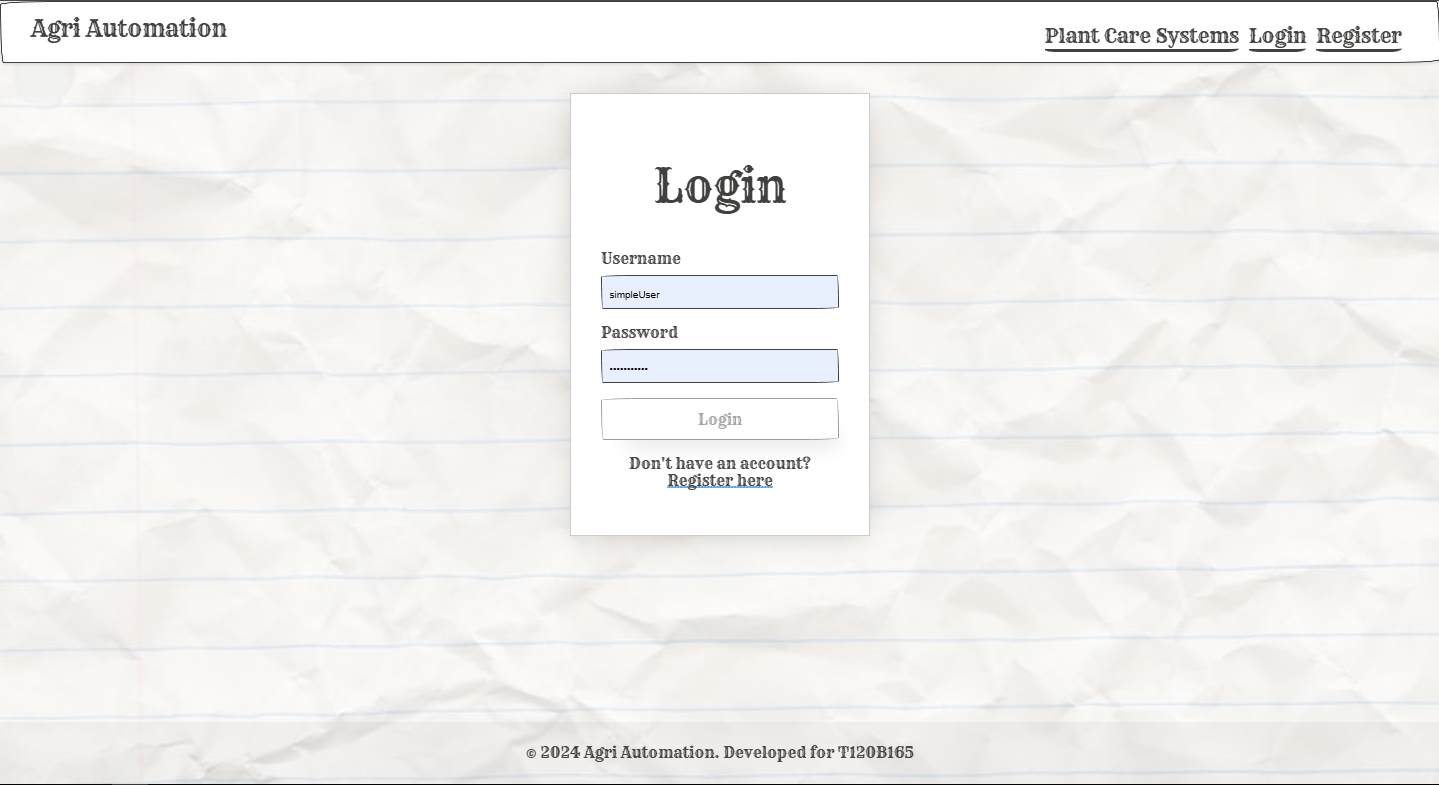 Agri Automation
Plant Care Systems Login Register
Login
Username
simpleUser
Password
•••••••••••
Login
Don't have an account?
Register here
© 2024 Agri Automation. Developed for T120B165